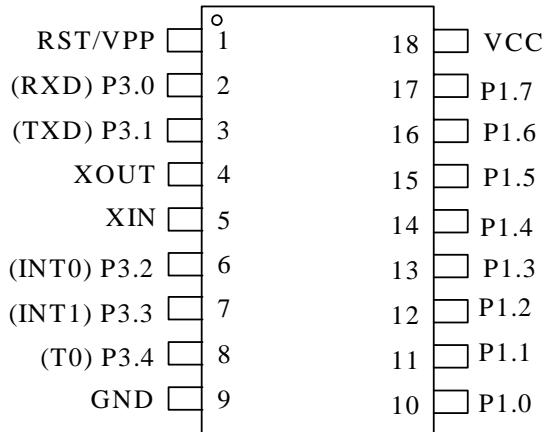 RST/VPP 1 18 VCC
(RXD) P3.0 2 17 P1.7
(TXD) P3.1 3 16 P1.6
XOUT 4 15 P1.5
XIN 5 14 P1.4
(INT0) P3.2 6 13 P1.3
(INT1) P3.3 7 12 P1.2
(T0) P3.4 8 11 P1.1
GND 9 10 P1.0